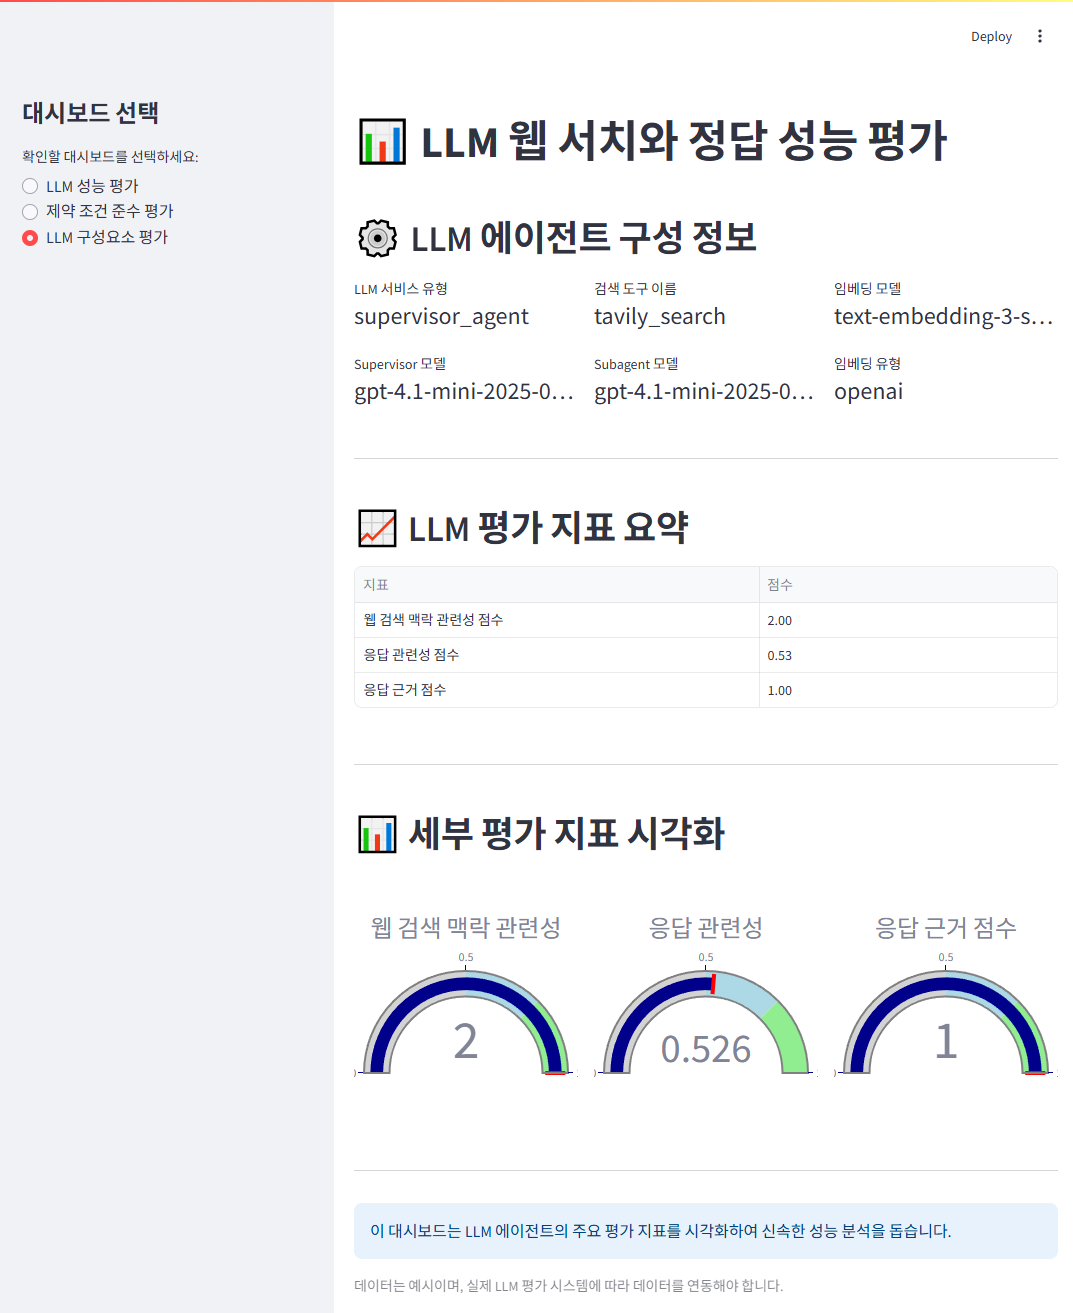 Deploy
대시보드 선택
확인할 대시보드를 선택하세요:
LLM 성능 평가
제약 조건 준수 평가
LLM 구성요소 평가
LLM 웹 서치와 정답 성능 평가
LLM 에이전트 구성 정보
LLM 서비스 유형 검색 도구 이름 임베딩 모델
supervisor_agent tavily_search text-embedding-3-s...
Supervisor 모델 Subagent 모델 임베딩 유형
gpt-4.1-mini-2025-0... gpt-4.1-mini-2025-0... openai
LLM 평가 지표 요약
지표 점수
웹 검색 맥락 관련성 점수 2.00
응답 관련성 점수 0.53
응답 근거 점수 1.00
세부 평가 지표 시각화
웹 검색 맥락 관련성 응답 관련성 응답 근거 점수
0.5 0.5 0.5
2 0.526 1
이 대시보드는 LLM 에이전트의 주요 평가 지표를 시각화하여 신속한 성능 분석을 돕습니다.
데이터는 예시이며, 실제 LLM 평가 시스템에 따라 데이터를 연동해야 합니다.